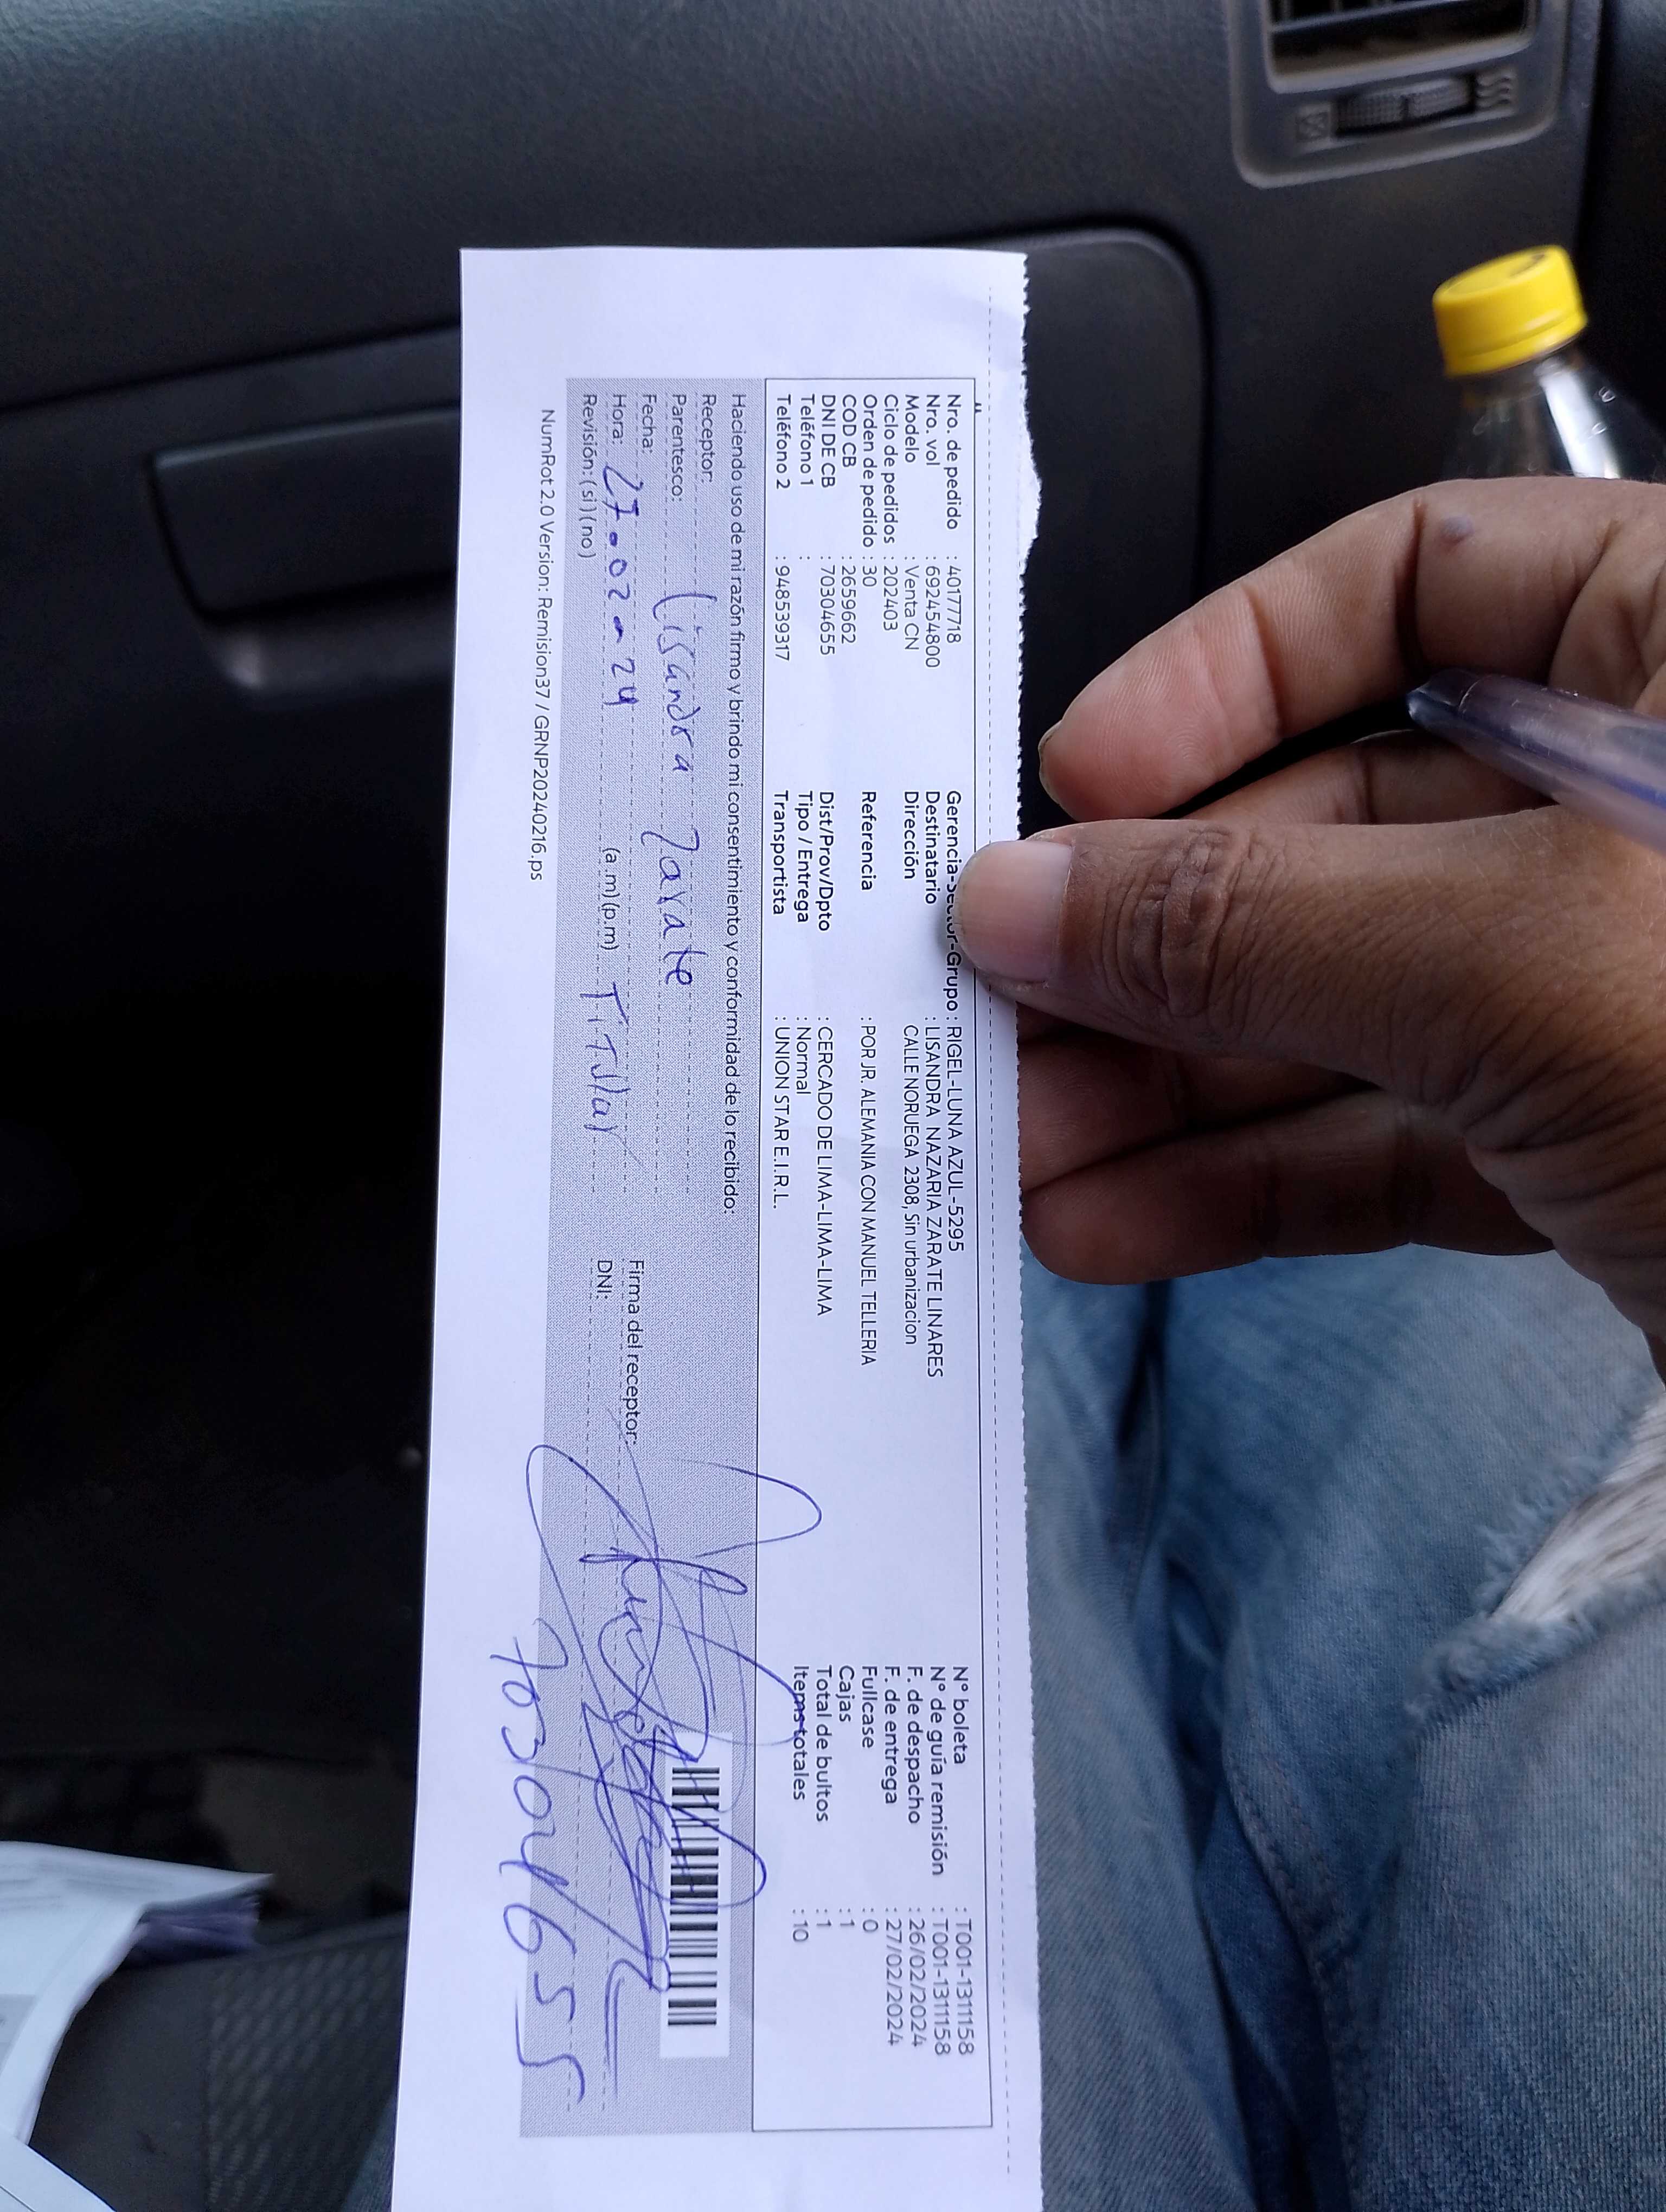 Nro. de pedido : 40177718
Nro. vol : 692454800
Modelo : Venta CN
Ciclo de pedidos : 202403
Orden de pedido : 30
COD CB : 2659662
DNI DE CB : 70304655
Teléfono 1 :
Teléfono 2 : 948539317
Gerencia-Sector-Grupo : RIGEL-LUNA AZUL-5295
Destinatario : LISANDRA NAZARIA ZARATE LINARES
Dirección CALLE NORUEGA 2308, Sin urbanizacion
Referencia : POR JR. ALEMANIA CON MANUEL TELLERIA
Dist/Prov/Dpto : CERCADO DE LIMA-LIMA-LIMA
Tipo / Entrega : Normal
Transportista : UNION STAR E.I.R.L.
N° boleta : T001-1311158
N° de guía remisión : T001-1311158
F. de despacho : 26/02/2024
F. de entrega : 27/02/2024
Fullcase : 0
Cajas : 1
Total de bultos : 1
Items totales : 10
Haciendo uso de mi razón firmo y brindo mi consentimiento y conformidad de lo recibido:
Receptor:
Parentesco: Lisandra Zarate
Fecha:
Hora: 27-02-24 (a.m)(p.m) Titular
Revisión: (si)(no)
Firma del receptor:
DNI:
70304655
NumRot 2.0 Version: Remision37 / GRNP20240216.ps